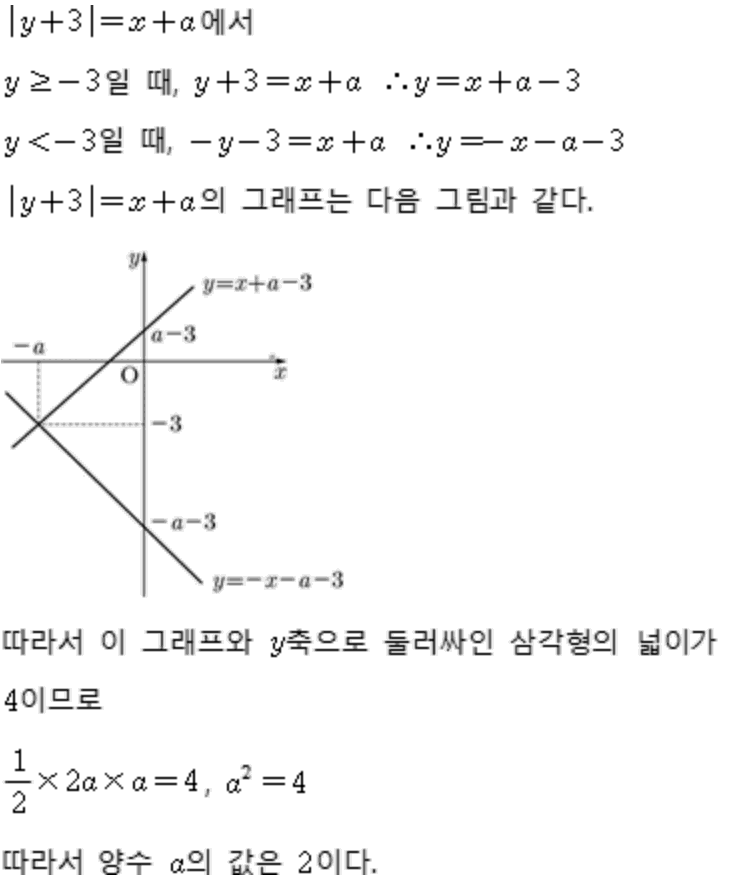 |y+3|=x+a에서
y≥-3일 때, y+3=x+a ∴y=x+a-3
y<-3일 때, -y-3=x+a ∴y=-x-a-3
|y+3|=x+a의 그래프는 다음 그림과 같다.
y
y=x+a-3
a-3
-a
O
x
-3
-a-3
y=-x-a-3
따라서 이 그래프와 y축으로 둘러싸인 삼각형의 넓이가
4이므로
1/2×2a×a=4, a²=4
따라서 양수 a의 값은 2이다.